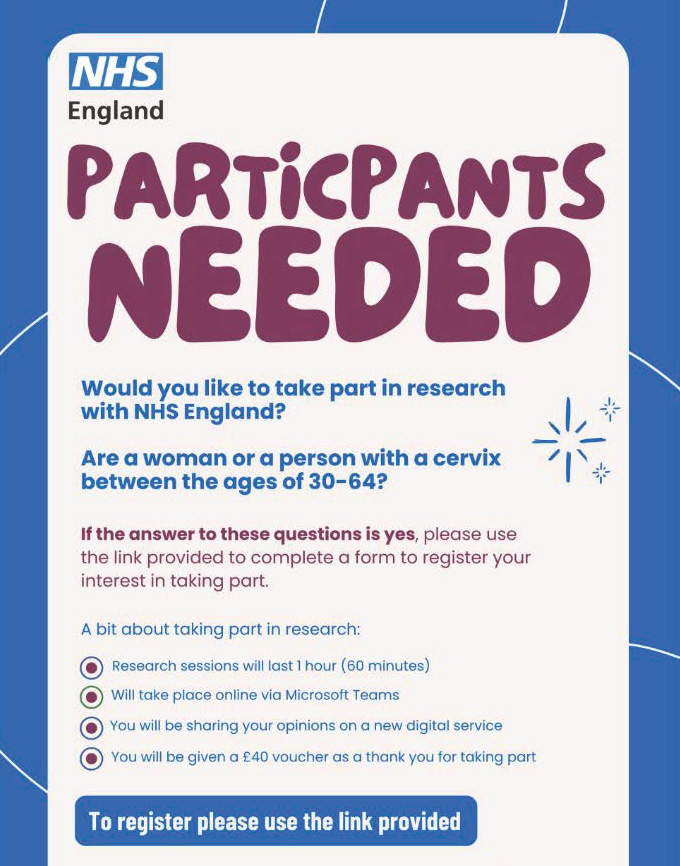 NHS
England
PARTiCPANTS
NEEDED
Would you like to take part in research
with NHS England?
Are a woman or a person with a cervix
between the ages of 30-64?
If the answer to these questions is yes, please use
the link provided to complete a form to register your
interest in taking part.
A bit about taking part in research:
Research sessions will last 1 hour (60 minutes)
Will take place online via Microsoft Teams
You will be sharing your opinions on a new digital service
You will be given a £40 voucher as a thank you for taking part
To register please use the link provided